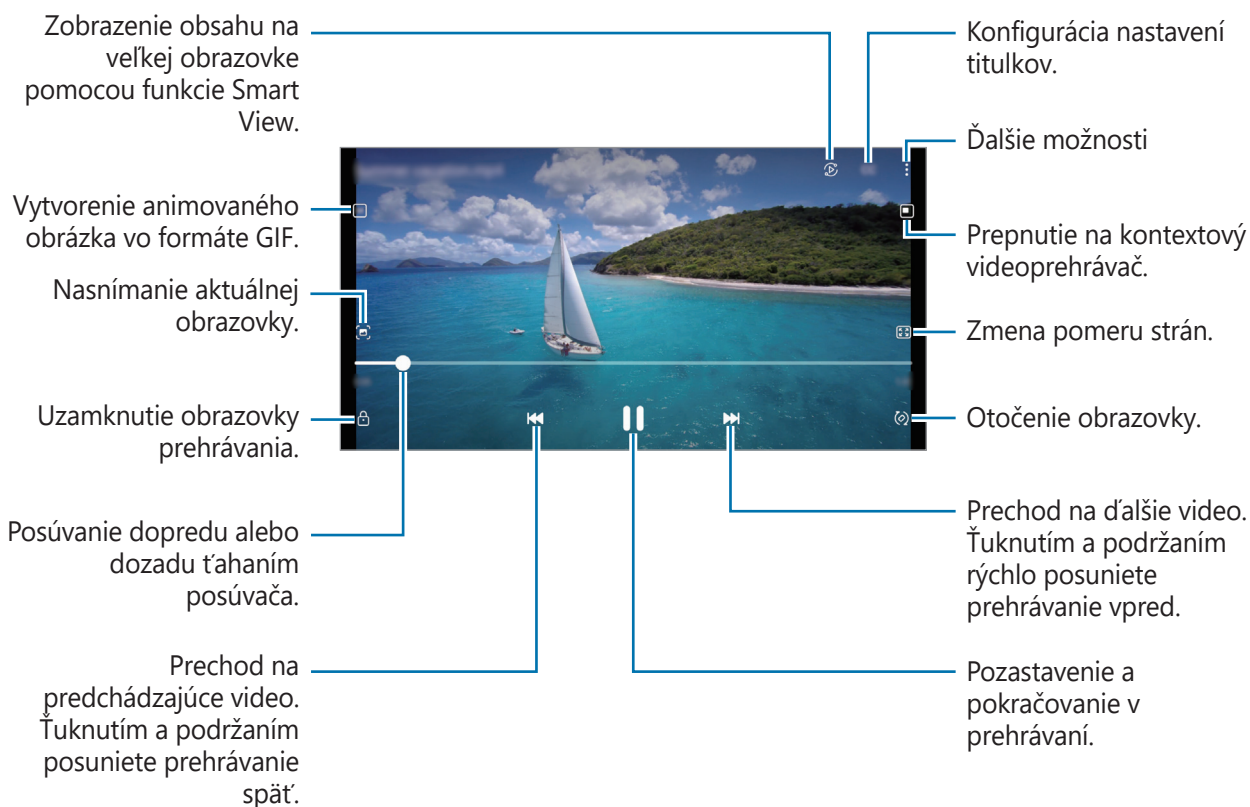 Zobrazenie obsahu na
veľkej obrazovke
pomocou funkcie Smart
View.
Vytvorenie animovaného
obrázka vo formáte GIF.
Nasnímanie aktuálnej
obrazovky.
Uzamknutie obrazovky
prehrávania.
Posúvanie dopredu alebo
dozadu ťahaním
posúvača.
Prechod na
predchádzajúce video.
Ťuknutím a podržaním
posuniete prehrávanie
späť.
Konfigurácia nastavení
titulkov.
Ďalšie možnosti
Prepnutie na kontextový
videoprehrávač.
Zmena pomeru strán.
Otočenie obrazovky.
Prechod na ďalšie video.
Ťuknutím a podržaním
rýchlo posuniete
prehrávanie vpred.
Pozastavenie a
pokračovanie v
prehrávaní.